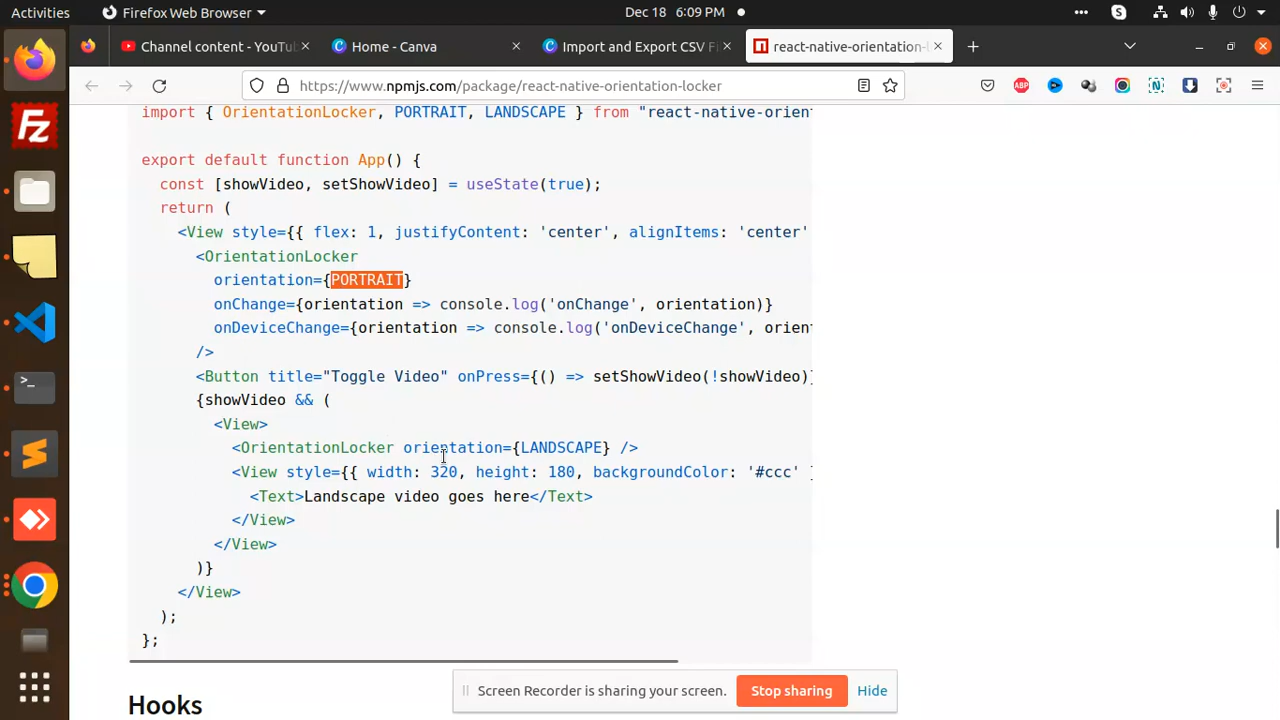 Activities
Firefox Web Browser
Dec 18 6:09 PM
Channel content - YouTu
Home - Canva
Import and Export CSV Fi
react-native-orientation-l
https://www.npmjs.com/package/react-native-orientation-locker
import { OrientationLocker, PORTRAIT, LANDSCAPE } from "react-native-orient
export default function App() {
const [showVideo, setShowVideo] = useState(true);
return (
<View style={{ flex: 1, justifyContent: 'center', alignItems: 'center'
<OrientationLocker
orientation={PORTRAIT}
onChange={orientation => console.log('onChange', orientation)}
onDeviceChange={orientation => console.log('onDeviceChange', orient
/>
<Button title="Toggle Video" onPress={() => setShowVideo(!showVideo)}
{showVideo && (
<View>
<OrientationLocker orientation={LANDSCAPE} />
<View style={{ width: 320, height: 180, backgroundColor: '#ccc' }
<Text>Landscape video goes here</Text>
</View>
</View>
)}
</View>
);
};
Hooks
Screen Recorder is sharing your screen.
Stop sharing
Hide